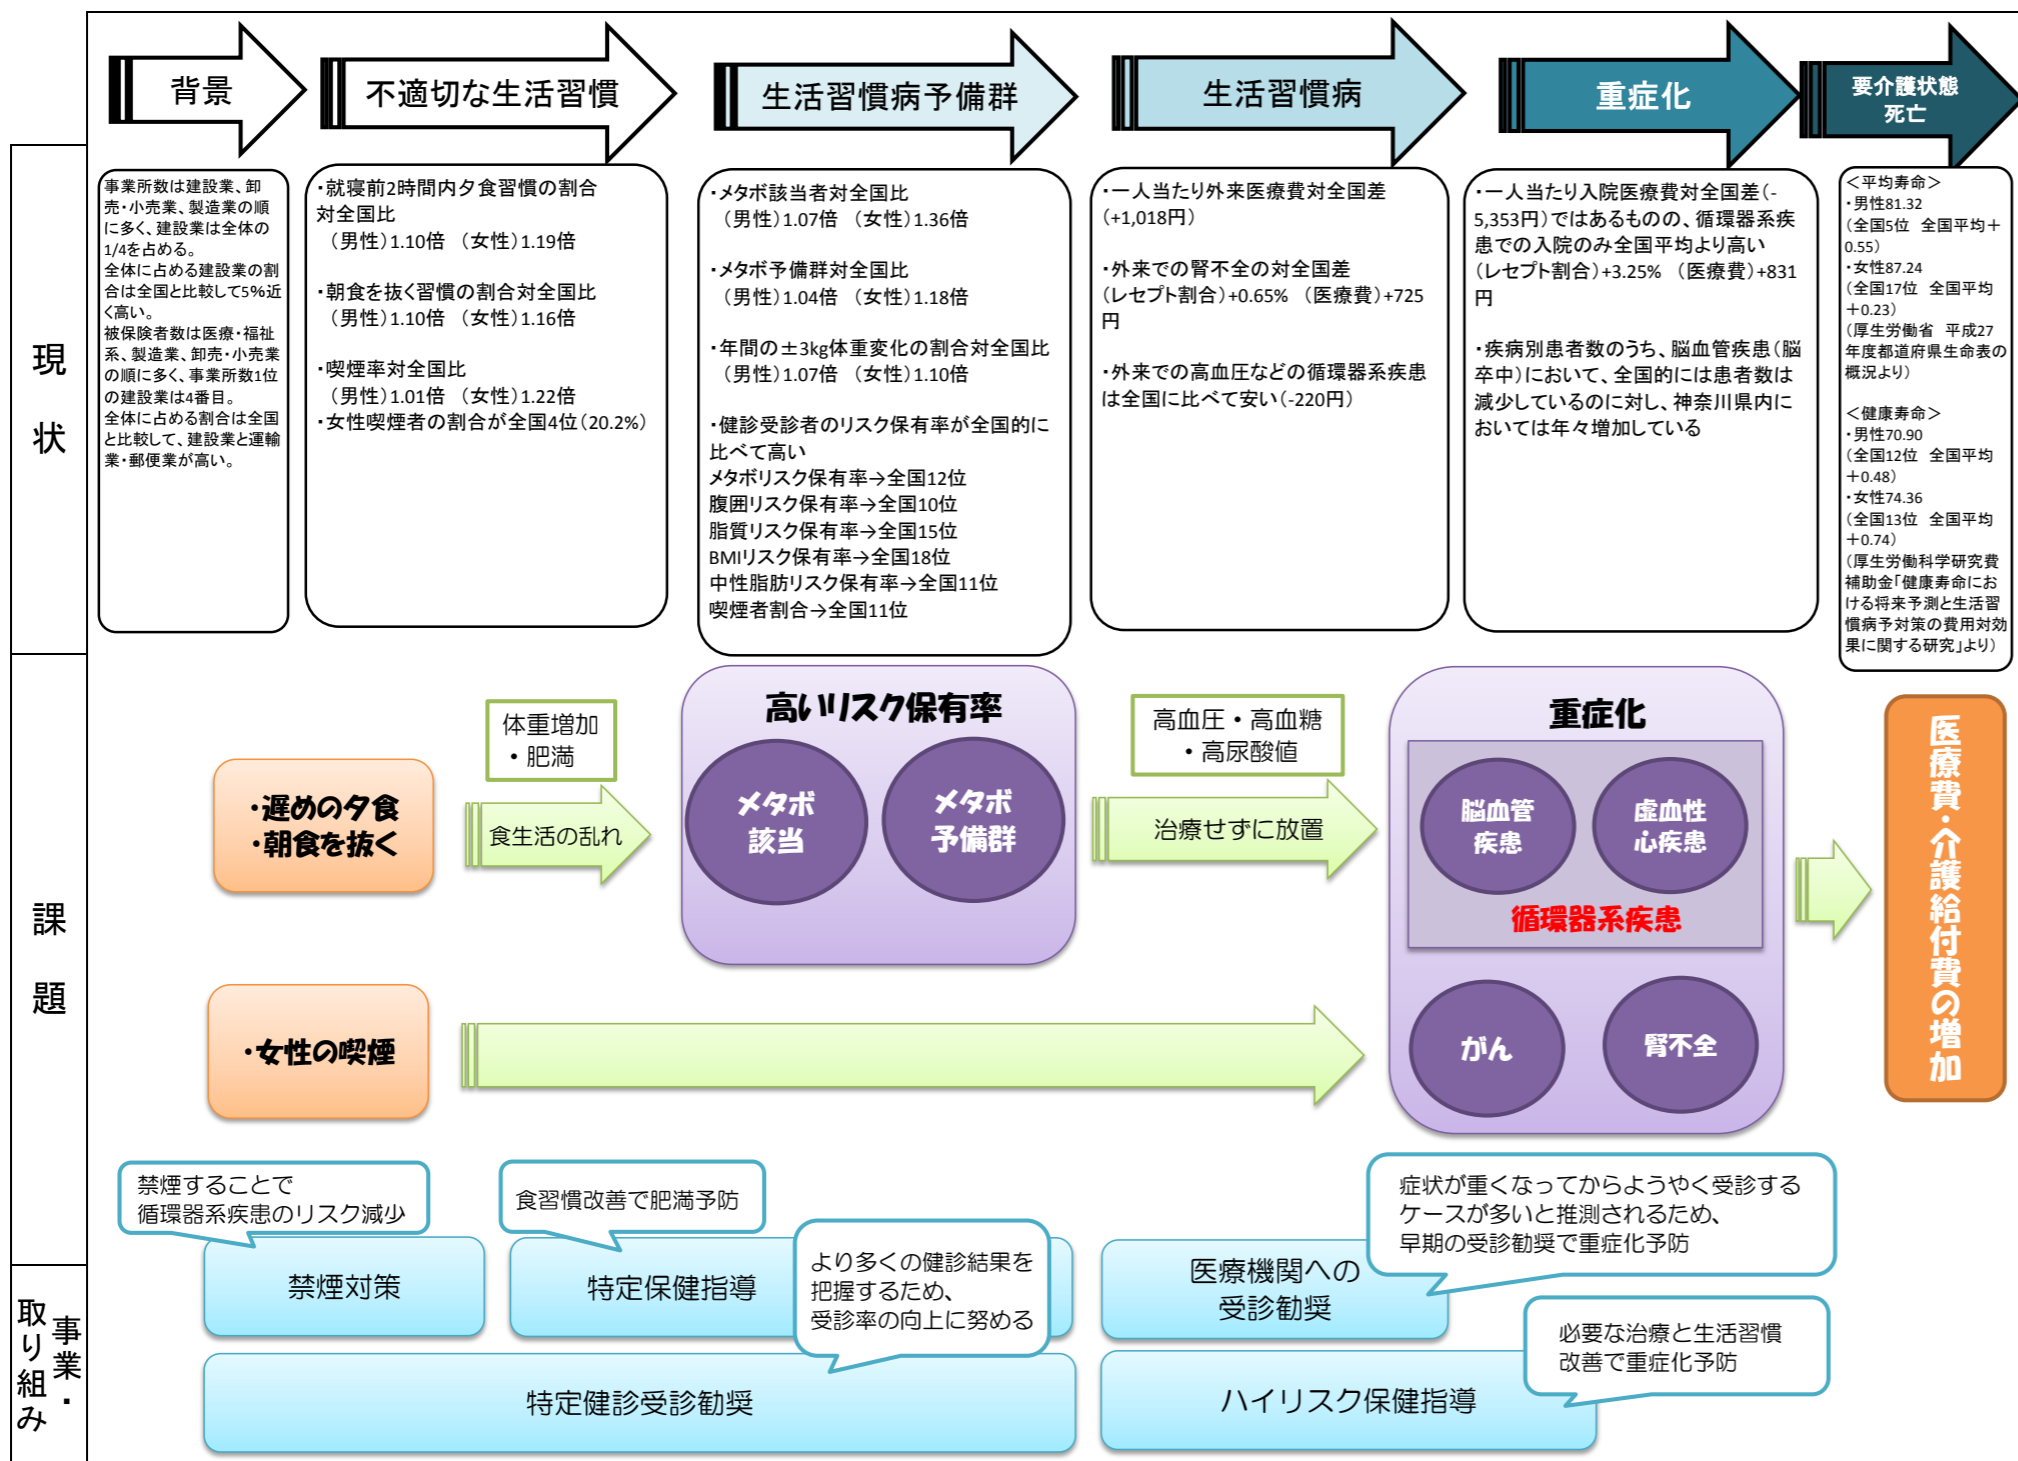 背景
不適切な生活習慣
生活習慣病予備群
生活習慣病
重症化
要介護状態
死亡
現状
事業所数は建設業、卸
売・小売業、製造業の順
に多く、建設業は全体の
1/4を占める。
全体に占める建設業の割
合は全国と比較して5%近
く高い。
被保険者数は医療・福祉
系、製造業、卸売・小売業
の順に多く、事業所数1位
の建設業は4番目。
全体に占める割合は全国
と比較して、建設業と運輸
業・郵便業が高い。
・就寝前2時間内夕食習慣の割合
対全国比
（男性）1.10倍 （女性）1.19倍
・朝食を抜く習慣の割合対全国比
（男性）1.10倍 （女性）1.16倍
・喫煙率対全国比
（男性）1.01倍 （女性）1.22倍
・女性喫煙者の割合が全国4位（20.2%）
・メタボ該当者対全国比
（男性）1.07倍 （女性）1.36倍
・メタボ予備群対全国比
（男性）1.04倍 （女性）1.18倍
・年間の±3kg体重変化の割合対全国比
（男性）1.07倍 （女性）1.10倍
・健診受診者のリスク保有率が全国的に
比べて高い
メタボリスク保有率→全国12位
腹囲リスク保有率→全国10位
脂質リスク保有率→全国15位
BMIリスク保有率→全国18位
中性脂肪リスク保有率→全国11位
喫煙者割合→全国11位
・一人当たり外来医療費対全国差
（+1,018円）
・外来での腎不全の対全国差
（レセプト割合）+0.65% （医療費）+725
円
・外来での高血圧などの循環器系疾患
は全国に比べて安い（-220円）
・一人当たり入院医療費対全国差（-
5,353円）ではあるものの、循環器系疾
患での入院のみ全国平均より高い
（レセプト割合）+3.25% （医療費）+831
円
・疾病別患者数のうち、脳血管疾患（脳
卒中）において、全国的には患者数は
減少しているのに対し、神奈川県内に
おいては年々増加している
＜平均寿命＞
・男性81.32
（全国5位 全国平均＋
0.55）
・女性87.24
（全国17位 全国平均
＋0.23）
（厚生労働省 平成27
年度都道府県生命表の
概況より）
＜健康寿命＞
・男性70.90
（全国12位 全国平均
＋0.48）
・女性74.36
（全国13位 全国平均
＋0.74）
（厚生労働科学研究費
補助金「健康寿命にお
ける将来予測と生活習
慣病予対策の費用対効
果に関する研究」より）
課題
・遅めの夕食
・朝食を抜く
体重増加
・肥満
食生活の乱れ
高いリスク保有率
メタボ
該当
メタボ
予備群
高血圧・高血糖
・高尿酸値
治療せずに放置
重症化
脳血管
疾患
虚血性
心疾患
循環器系疾患
がん
腎不全
医療費・介護給付費の増加
・女性の喫煙
事業・
取り組み
禁煙することで
循環器系疾患のリスク減少
禁煙対策
食習慣改善で肥満予防
特定保健指導
より多くの健診結果を
把握するため、
受診率の向上に努める
特定健診受診勧奨
医療機関への
受診勧奨
症状が重くなってからようやく受診する
ケースが多いと推測されるため、
早期の受診勧奨で重症化予防
ハイリスク保健指導
必要な治療と生活習慣
改善で重症化予防